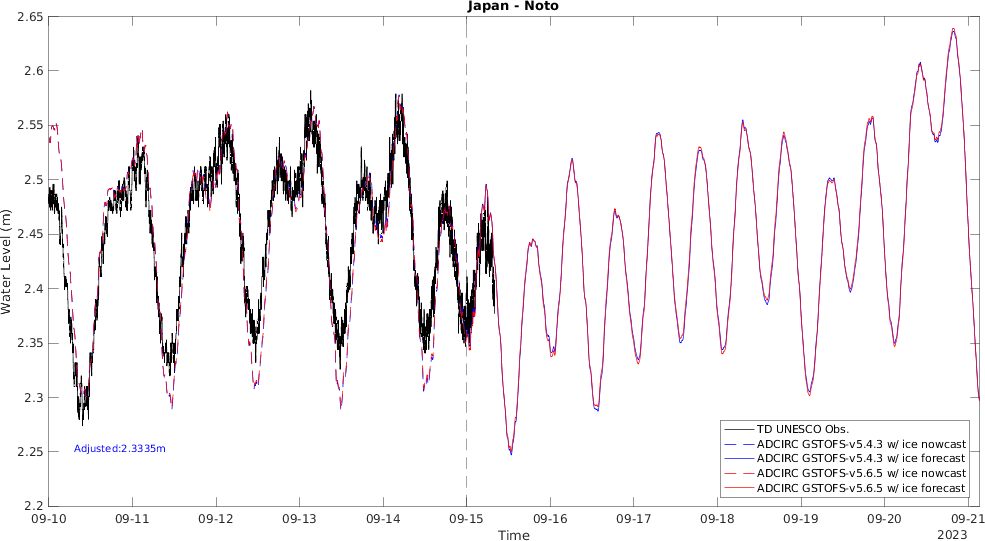 Japan - Noto
Water Level (m)
2.65
2.6
2.55
2.5
2.45
2.4
2.35
2.3
2.25
2.2
Adjusted:2.3335m
TD UNESCO Obs.
ADCIRC GSTOFS-v5.4.3 w/ ice nowcast
ADCIRC GSTOFS-v5.4.3 w/ ice forecast
ADCIRC GSTOFS-v5.6.5 w/ ice nowcast
ADCIRC GSTOFS-v5.6.5 w/ ice forecast
09-10 09-11 09-12 09-13 09-14 09-15 09-16 09-17 09-18 09-19 09-20 09-21
Time
2023